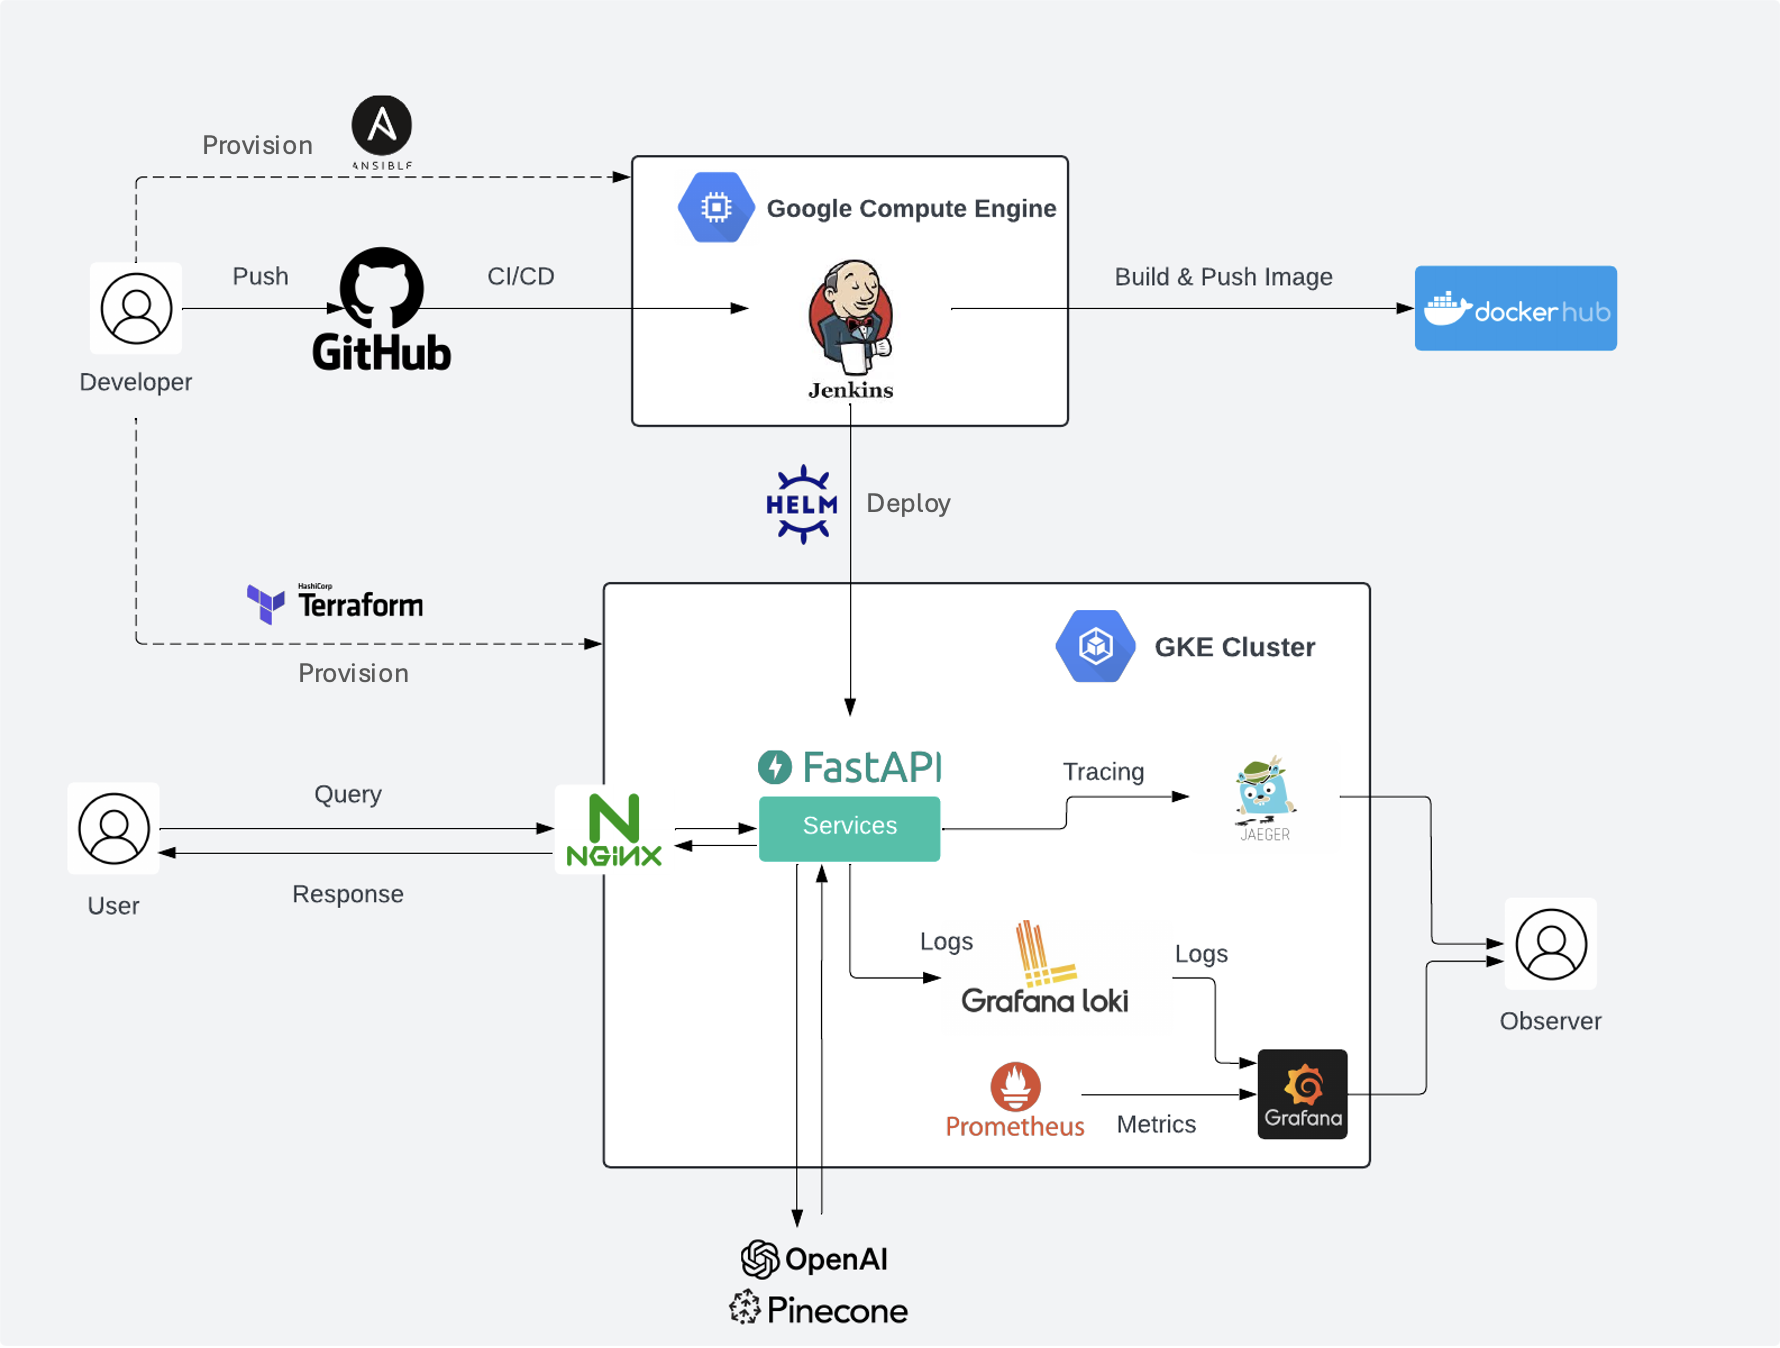 Provision
ANSIBLE
Google Compute Engine
Push
CI/CD
Build & Push Image
GitHub
dockerhub
Developer
Jenkins
HELM
Deploy
HashiCorp
Terraform
GKE Cluster
Provision
FastAPI
Tracing
Query
Services
JAEGER
NGINX
Response
User
Logs
Logs
Grafana loki
Observer
Prometheus
Metrics
Grafana
OpenAI
Pinecone